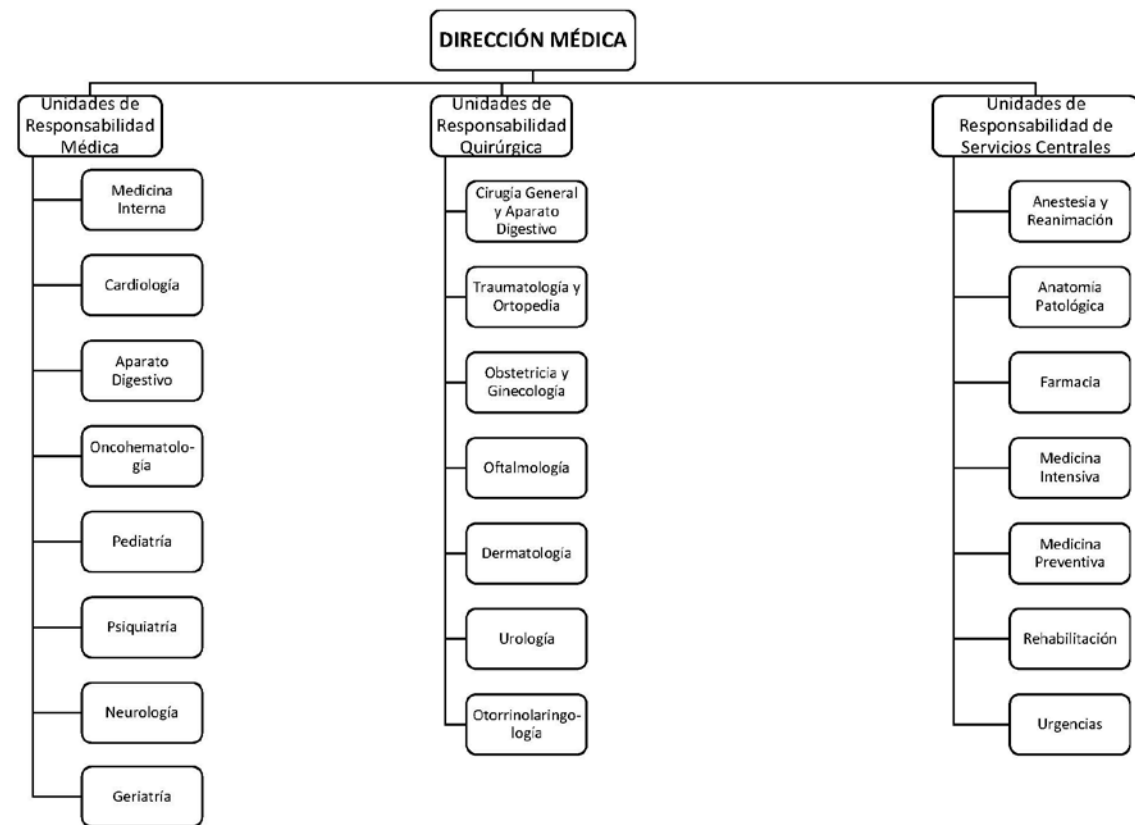 DIRECCIÓN MÉDICA
Unidades de
Responsabilidad
Médica
Medicina
Interna
Cardiología
Aparato
Digestivo
Oncohematolo-
gía
Pediatría
Psiquiatría
Neurología
Geriatría
Unidades de
Responsabilidad
Quirúrgica
Cirugía General
y Aparato
Digestivo
Traumatología y
Ortopedía
Obstetricia y
Ginecología
Oftalmología
Dermatología
Urología
Otorrinolaringo-
logía
Unidades de
Responsabilidad de
Servicios Centrales
Anestesia y
Reanimación
Anatomía
Patológica
Farmacia
Medicina
Intensiva
Medicina
Preventiva
Rehabilitación
Urgencias